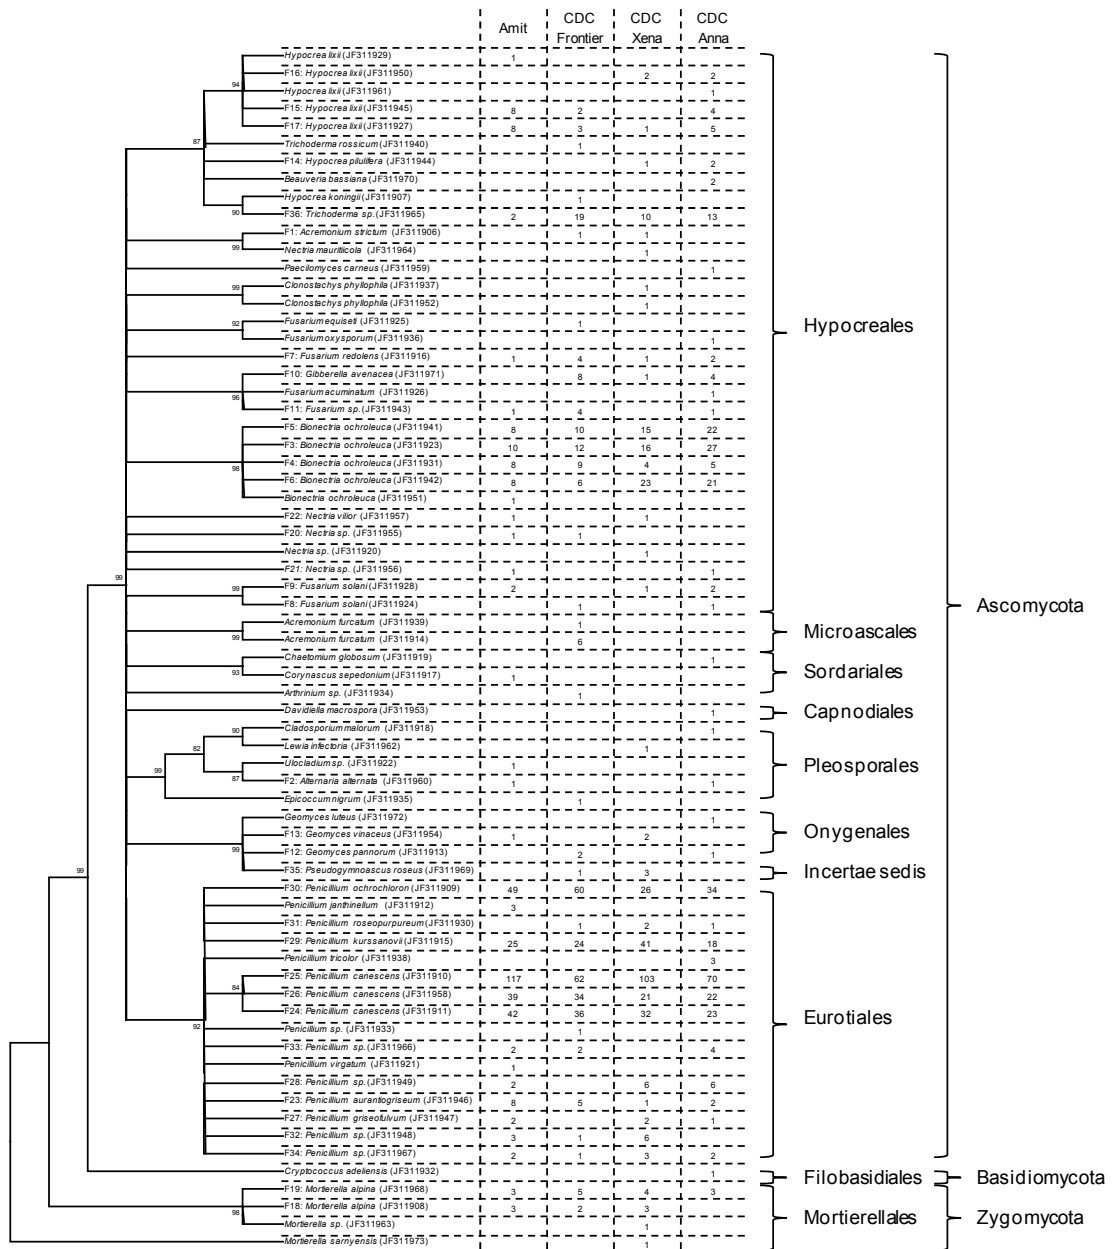 Amit CDC Frontier CDC Xena CDC Anna
Hypocrea lixii (JF311929) 1
F16: Hypocrea lixii (JF311950) 2 2
94
Hypocrea lixii (JF311961) 1
F15: Hypocrea lixii (JF311945) 8 2 4
F17: Hypocrea lixii (JF311927) 8 3 1 5
87
Trichoderma rossicum (JF311940) 1
F14: Hypocrea pilulifera (JF311944) 1 2
Beauveria bassiana (JF311970) 2
Hypocrea koningii (JF311907) 1
90
F36: Trichoderma sp. (JF311965) 2 19 10 13
F1: Acremonium strictum (JF311906) 1 1
99
Nectria mauritiicola (JF311964) 1
Paecilomyces carneus (JF311959) 1
99
Clonostachys phyllophila (JF311937) 1
Clonostachys phyllophila (JF311952) 1
92
Fusarium equiseti (JF311925) 1
Hypocreales
Fusarium oxysporum (JF311936) 1
F7: Fusarium redolens (JF311916) 1 4 1 2
F10: Gibberella avenacea (JF311971) 8 1 4
96
Fusarium acuminatum (JF311926) 1
F11: Fusarium sp. (JF311943) 1 4 1
F5: Bionectria ochroleuca (JF311941) 8 10 15 22
F3: Bionectria ochroleuca (JF311923) 10 12 16 27
F4: Bionectria ochroleuca (JF311931) 8 9 4 5
98
F6: Bionectria ochroleuca (JF311942) 8 6 23 21
Bionectria ochroleuca (JF311951) 1
F22: Nectria vilior (JF311957) 1 1
F20: Nectria sp. (JF311955) 1 1
Nectria sp. (JF311920) 1
F21: Nectria sp. (JF311956) 1 1
99
99
F9: Fusarium solani (JF311928) 2 1 2
F8: Fusarium solani (JF311924) 1 1
Ascomycota
Acremonium furcatum (JF311939) 1
99
Microascales
Acremonium furcatum (JF311914) 6
Chaetomium globosum (JF311919) 1
93
Sordariales
Corynascus sepedonium (JF311917) 1
Arthrinium sp. (JF311934) 1
Davidiella macrospora (JF311953) 1
Capnodiales
90
Cladosporium malorum (JF311918) 1
82
Lewia infectoria (JF311962) 1
Ulocladium sp. (JF311922) 1
Pleosporales
99
87
F2: Alternaria alternata (JF311960) 1 1
Epicoccum nigrum (JF311935) 1
Geomyces luteus (JF311972) 1
F13: Geomyces vinaceus (JF311954) 1 2
Onygenales
99
F12: Geomyces pannorum (JF311913) 2 1
99
F35: Pseudogymnoascus roseus (JF311969) 1 3
Incertae sedis
F30: Penicillium ochrochloron (JF311909) 49 60 26 34
Penicillium janthinellum (JF311912) 3
F31: Penicillium roseopurpureum (JF311930) 1 2 1
F29: Penicillium kurssanovii (JF311915) 25 24 41 18
Penicillium tricolor (JF311938) 3
F25: Penicillium canescens (JF311910) 117 62 103 70
84
F26: Penicillium canescens (JF311958) 39 34 21 22
F24: Penicillium canescens (JF311911) 42 36 32 23
Eurotiales
92
Penicillium sp. (JF311933) 1
F33: Penicillium sp. (JF311966) 2 2 4
Penicillium virgatum (JF311921) 1
F28: Penicillium sp. (JF311949) 2 6 6
F23: Penicillium aurantiogriseum (JF311946) 8 5 1 2
F27: Penicillium griseofulvum (JF311947) 2 2 1
F32: Penicillium sp. (JF311948) 3 1 6
F34: Penicillium sp. (JF311967) 2 1 3 2
Cryptococcus adeliensis (JF311932) 1
Filobasidiales Basidiomycota
F19: Mortierella alpina (JF311968) 3 5 4 3
F18: Mortierella alpina (JF311908) 3 2 3
98
Mortierellales Zygomycota
Mortierella sp. (JF311963) 1
Mortierella sarnyensis (JF311973) 1